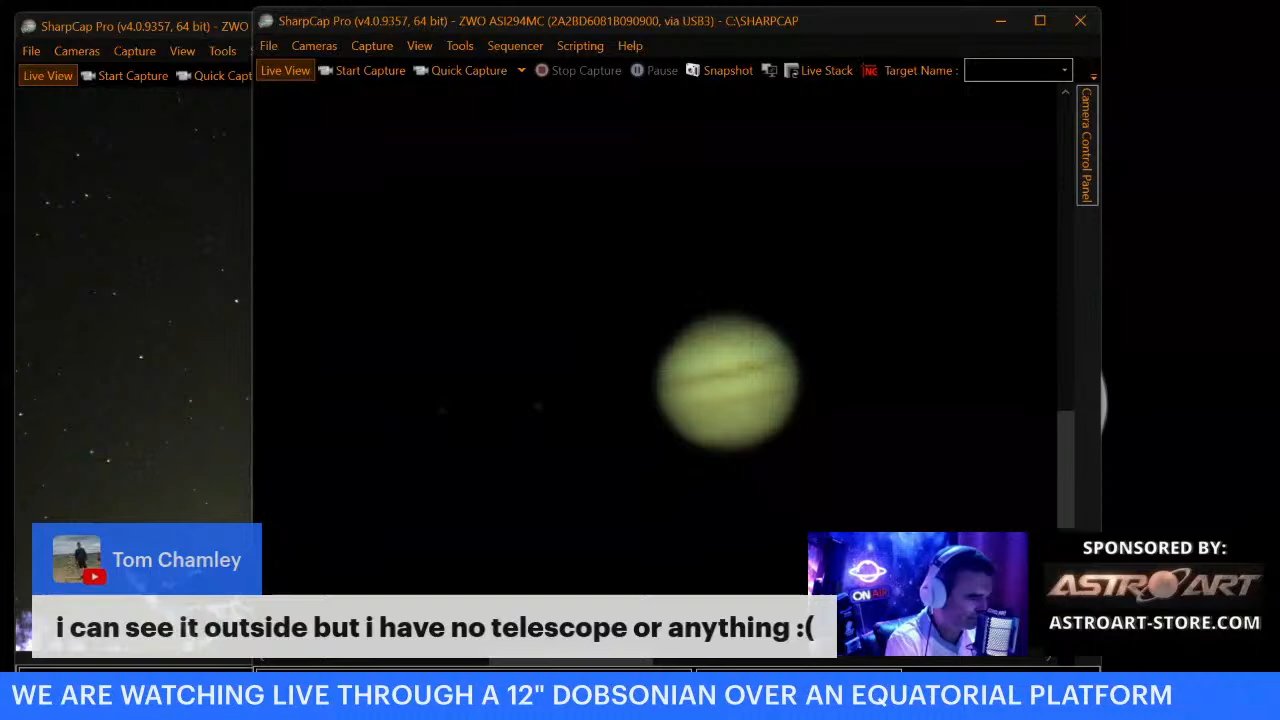 SharpCap Pro (v4.0.9357, 64 bit) - ZWO
File Cameras Capture View Tools
Live View Start Capture Quick Capt
SharpCap Pro (v4.0.9357, 64 bit) - ZWO ASI294MC (2A2BD6081B090900, via USB3) - C:\SHARPCAP
File Cameras Capture View Tools Sequencer Scripting Help
Live View Start Capture Quick Capture Stop Capture Pause Snapshot Live Stack Target Name :
Camera Control Panel
Tom Chamley
i can see it outside but i have no telescope or anything :(
ON AIR
SPONSORED BY:
ASTROART
ASTROART-STORE.COM
WE ARE WATCHING LIVE THROUGH A 12" DOBSONIAN OVER AN EQUATORIAL PLATFORM